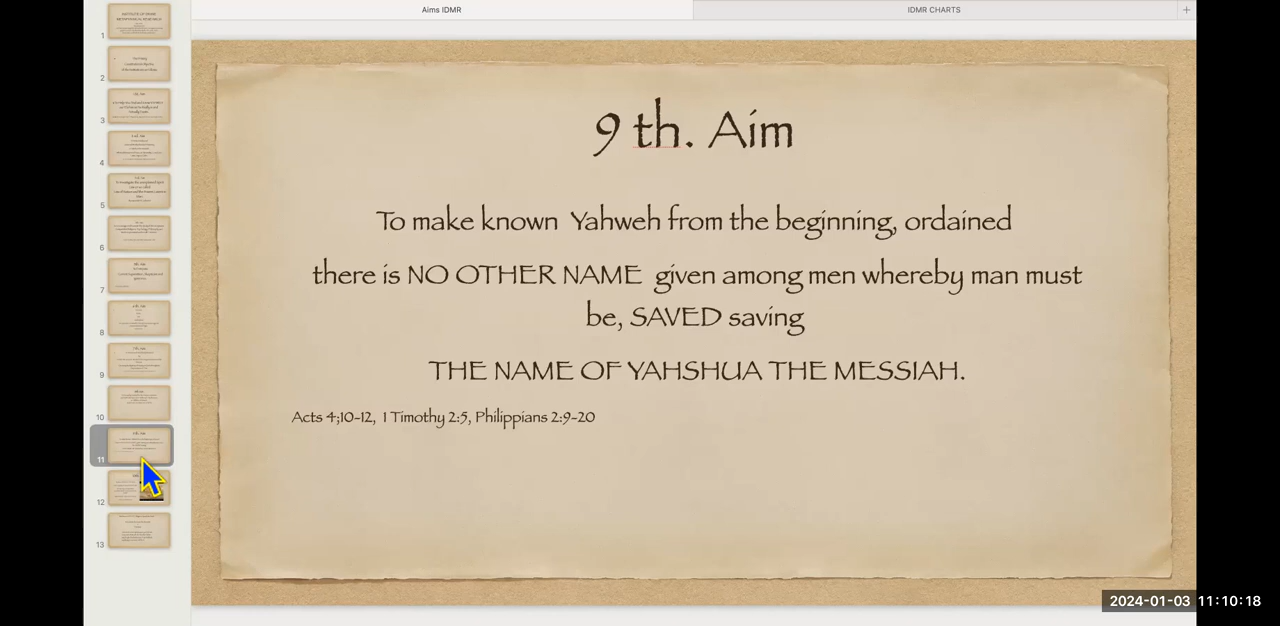 Aims IDMR
IDMR CHARTS
9 th. Aim
To make known Yahweh from the beginning, ordained
there is NO OTHER NAME given among men whereby man must
be, SAVED saving
THE NAME OF YAHSHUA THE MESSIAH.
Acts 4;10-12, 1 Timothy 2:5, Philippians 2:9-20
1
2
3
4
5
6
7
8
9
10
11
12
13
2024-01-03 11:10:18